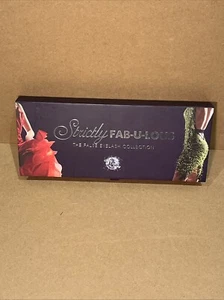 Strictly FAB-U-LOUS
THE FALSE EYELASH COLLECTION